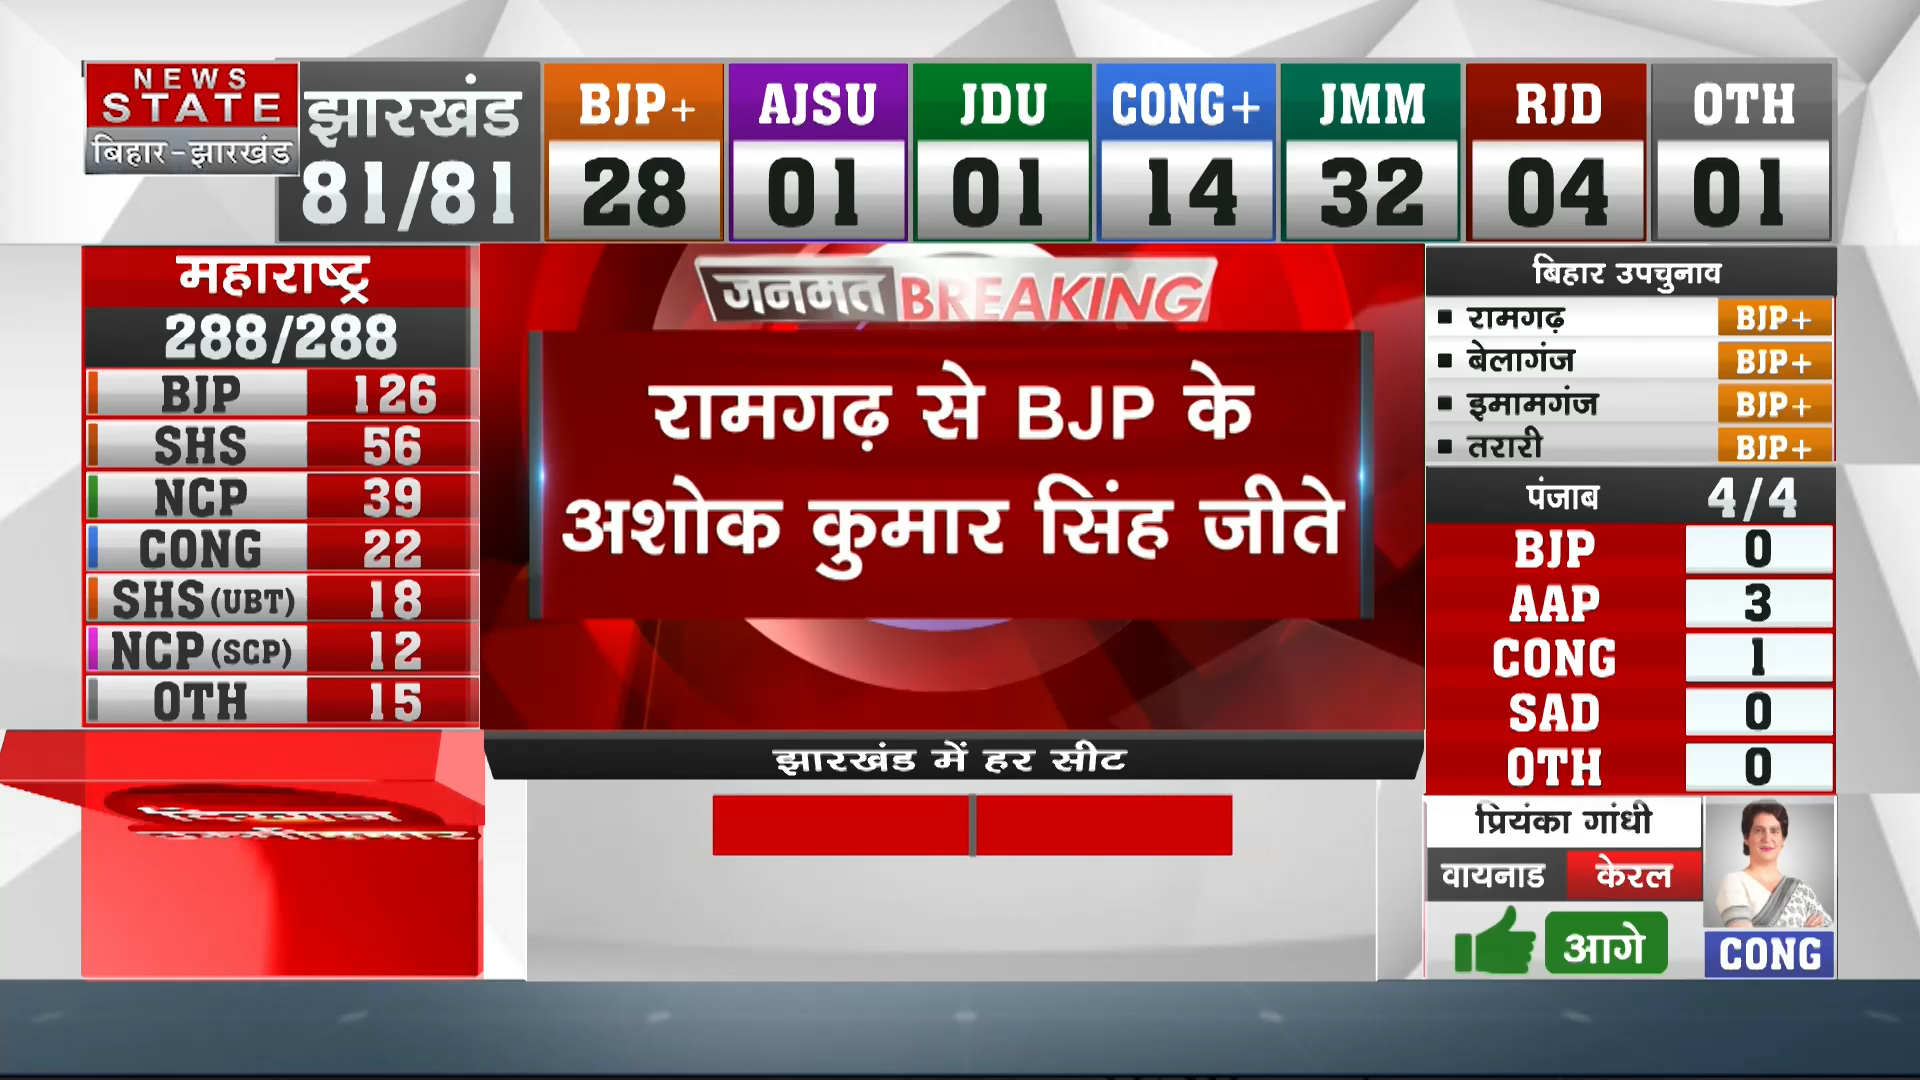 NEWS
STATE
बिहार-झारखंड
झारखंड
81/81
BJP+
28
AJSU
01
JDU
01
CONG+
14
JMM
32
RJD
04
OTH
01
महाराष्ट्र
288/288
BJP 126
SHS 56
NCP 39
CONG 22
SHS (UBT) 18
NCP (SCP) 12
OTH 15
जनमत BREAKING
रामगढ़ से BJP के
अशोक कुमार सिंह जीते
झारखंड में हर सीट
बिहार उपचुनाव
रामगढ़ BJP+
बेलागंज BJP+
इमामगंज BJP+
तरारी BJP+
पंजाब 4/4
BJP 0
AAP 3
CONG 1
SAD 0
OTH 0
प्रियंका गांधी
वायनाड केरल
आगे
CONG